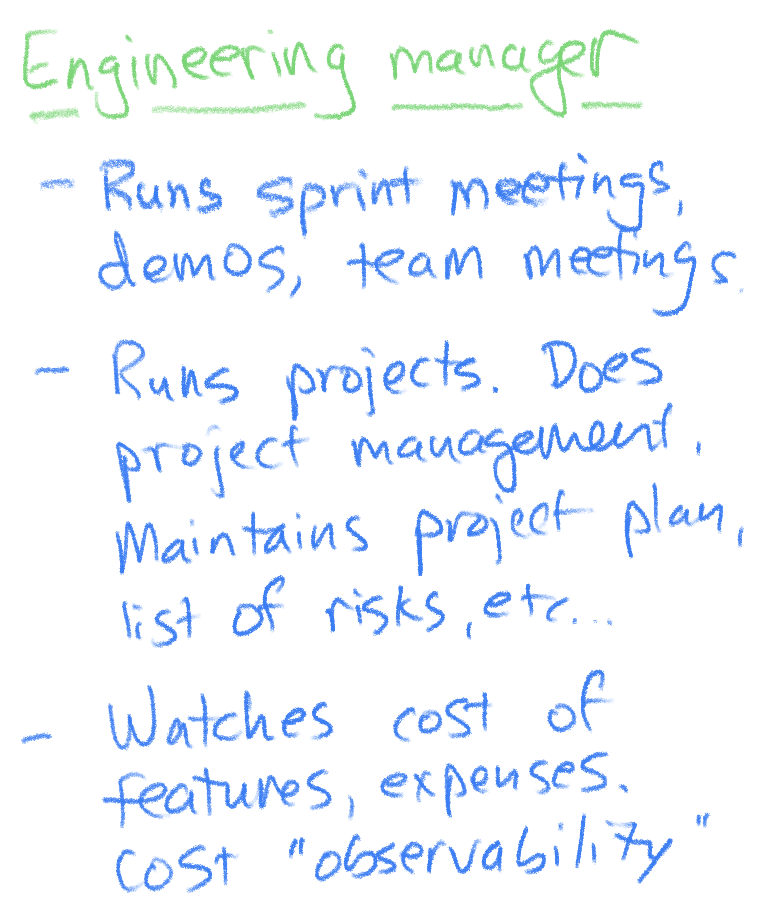 Engineering manager
- Runs sprint meetings,
demos, team meetings.
- Runs projects. Does
project management.
Maintains project plan,
list of risks, etc...
- Watches cost of
features, expenses.
cost "observability"